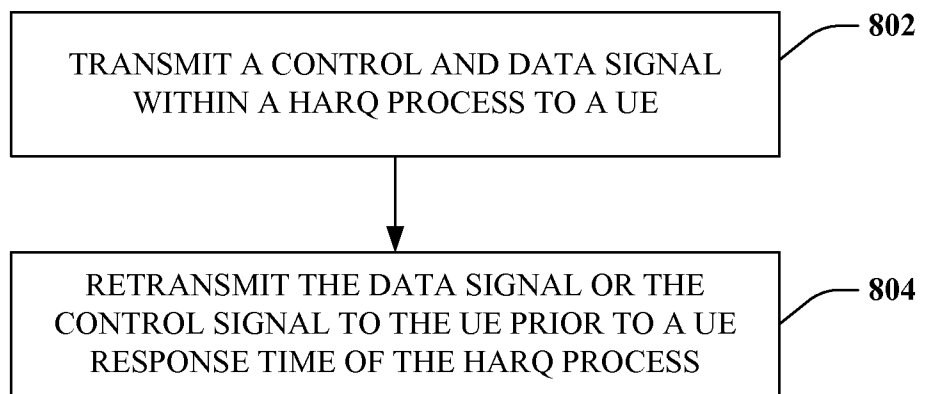 802
TRANSMIT A CONTROL AND DATA SIGNAL
WITHIN A HARQ PROCESS TO A UE
804
RETRANSMIT THE DATA SIGNAL OR THE
CONTROL SIGNAL TO THE UE PRIOR TO A UE
RESPONSE TIME OF THE HARQ PROCESS